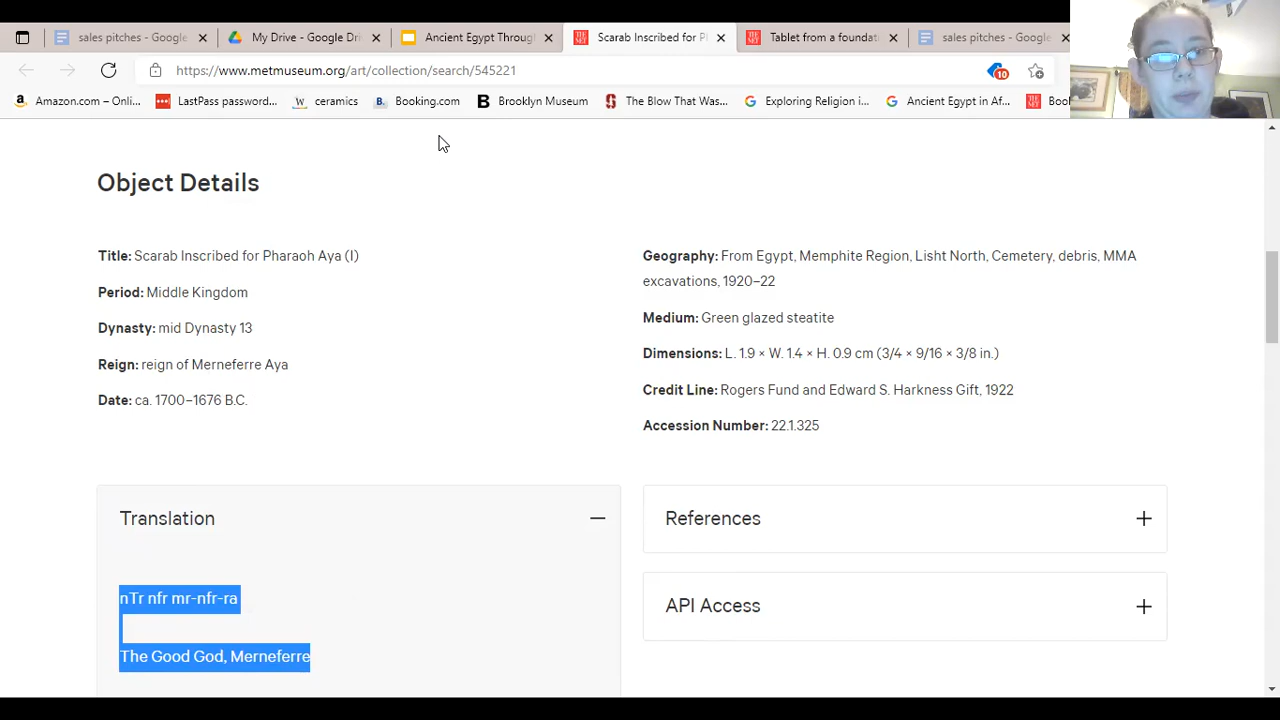 sales pitches - Google
My Drive - Google Dri
Ancient Egypt Throug
Scarab Inscribed for P
Tablet from a foundat
sales pitches - Google
https://www.metmuseum.org/art/collection/search/545221
10
Amazon.com – Onli...
LastPass password...
ceramics
Booking.com
Brooklyn Museum
The Blow That Was...
Exploring Religion i...
Ancient Egypt in Af...
Boo
Object Details
Title: Scarab Inscribed for Pharaoh Aya (I)
Period: Middle Kingdom
Dynasty: mid Dynasty 13
Reign: reign of Merneferre Aya
Date: ca. 1700–1676 B.C.
Geography: From Egypt, Memphite Region, Lisht North, Cemetery, debris, MMA
excavations, 1920–22
Medium: Green glazed steatite
Dimensions: L. 1.9 × W. 1.4 × H. 0.9 cm (3/4 × 9/16 × 3/8 in.)
Credit Line: Rogers Fund and Edward S. Harkness Gift, 1922
Accession Number: 22.1.325
Translation
nTr nfr mr-nfr-ra
The Good God, Merneferre
References
API Access